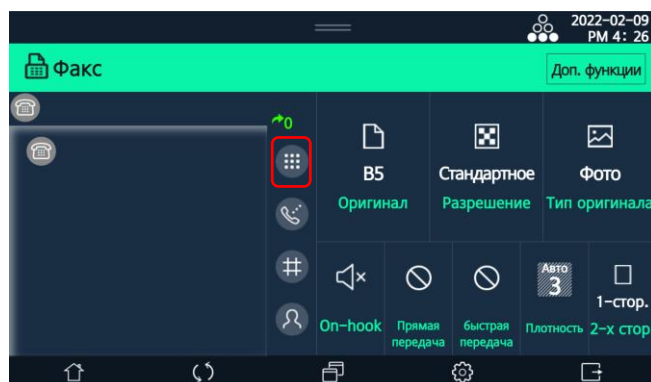 2022-02-09
PM 4: 26
Факс
Доп. функции
0
B5
Стандартное
Фото
Оригинал
Разрешение
Тип оригинала
Авто
3
1-стор.
On-hook
Прямая
передача
быстрая
передача
Плотность
2-х стор